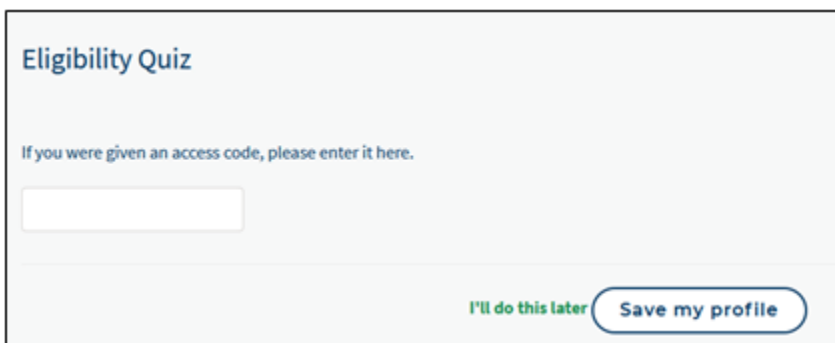 Eligibility Quiz
If you were given an access code, please enter it here.
I'll do this later Save my profile